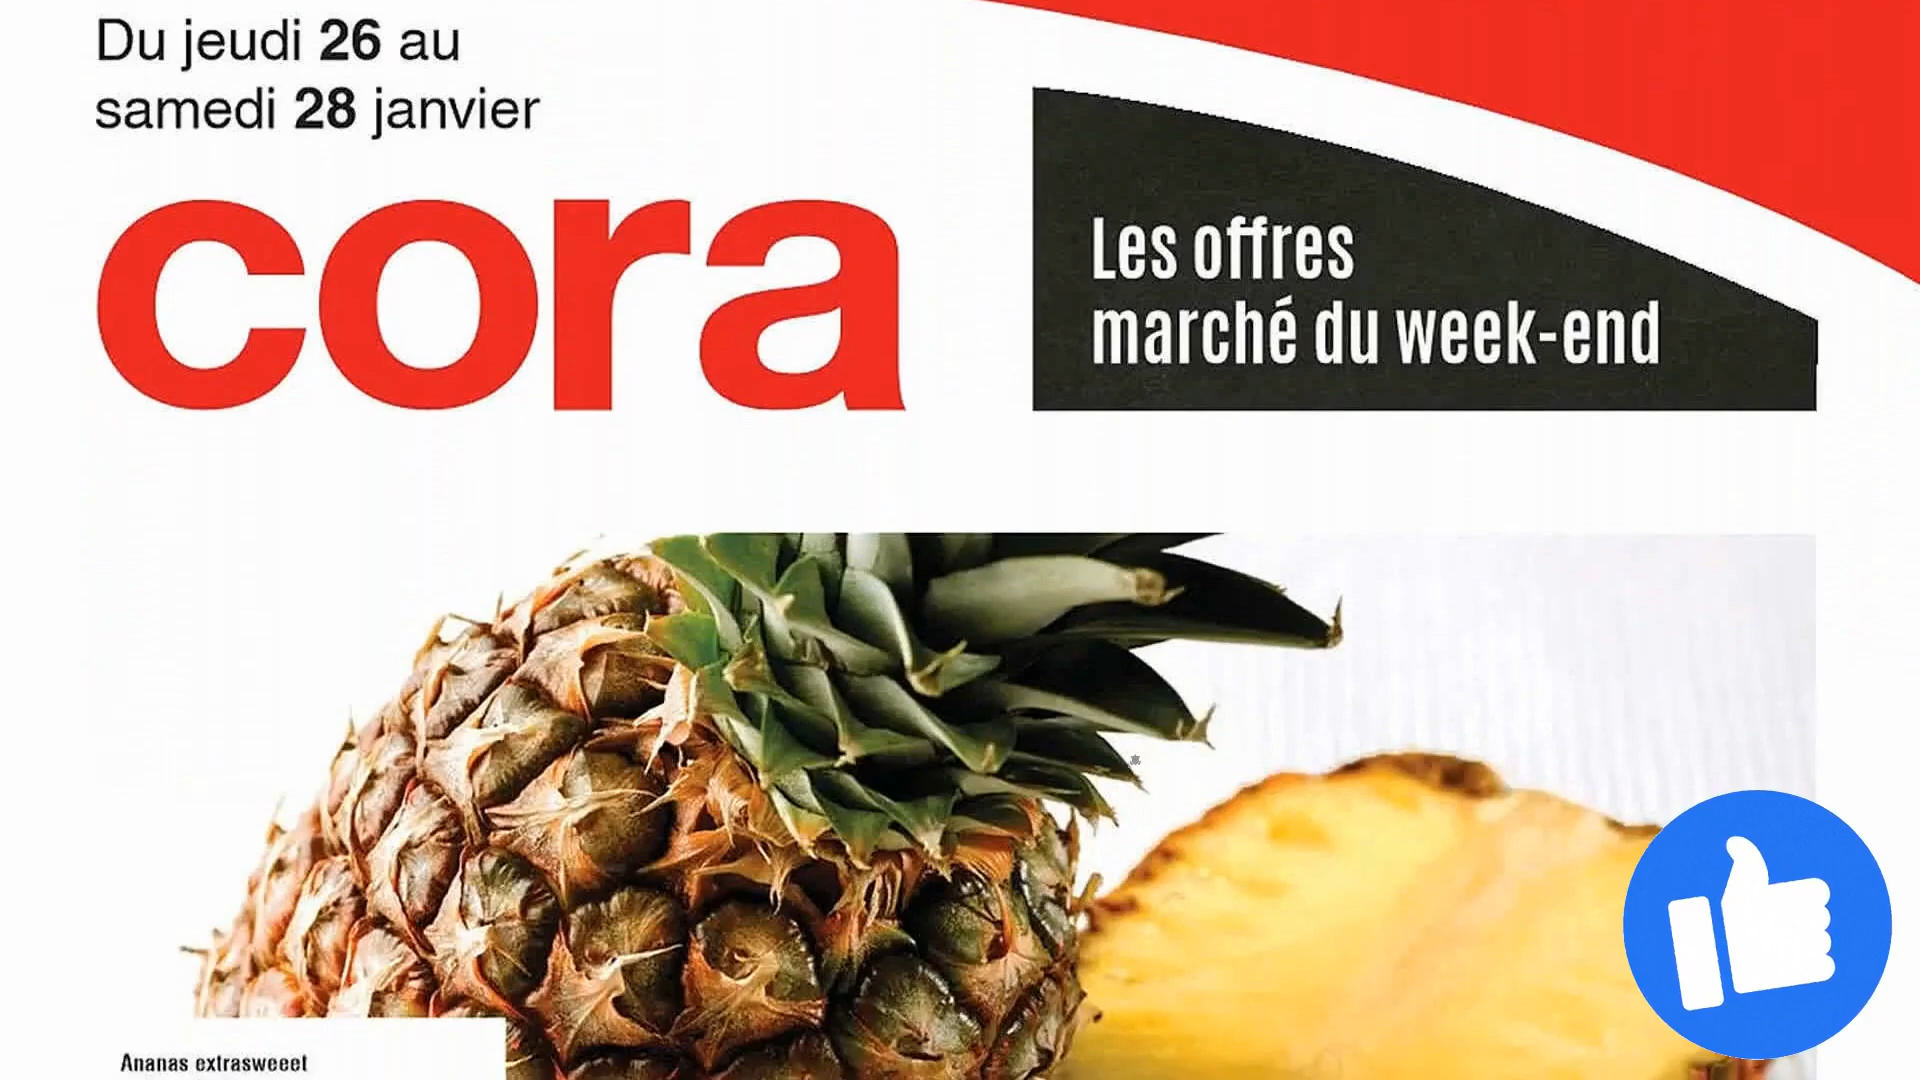 Du jeudi 26 au
samedi 28 janvier
cora
Les offres
marché du week-end
Ananas extrasweeet